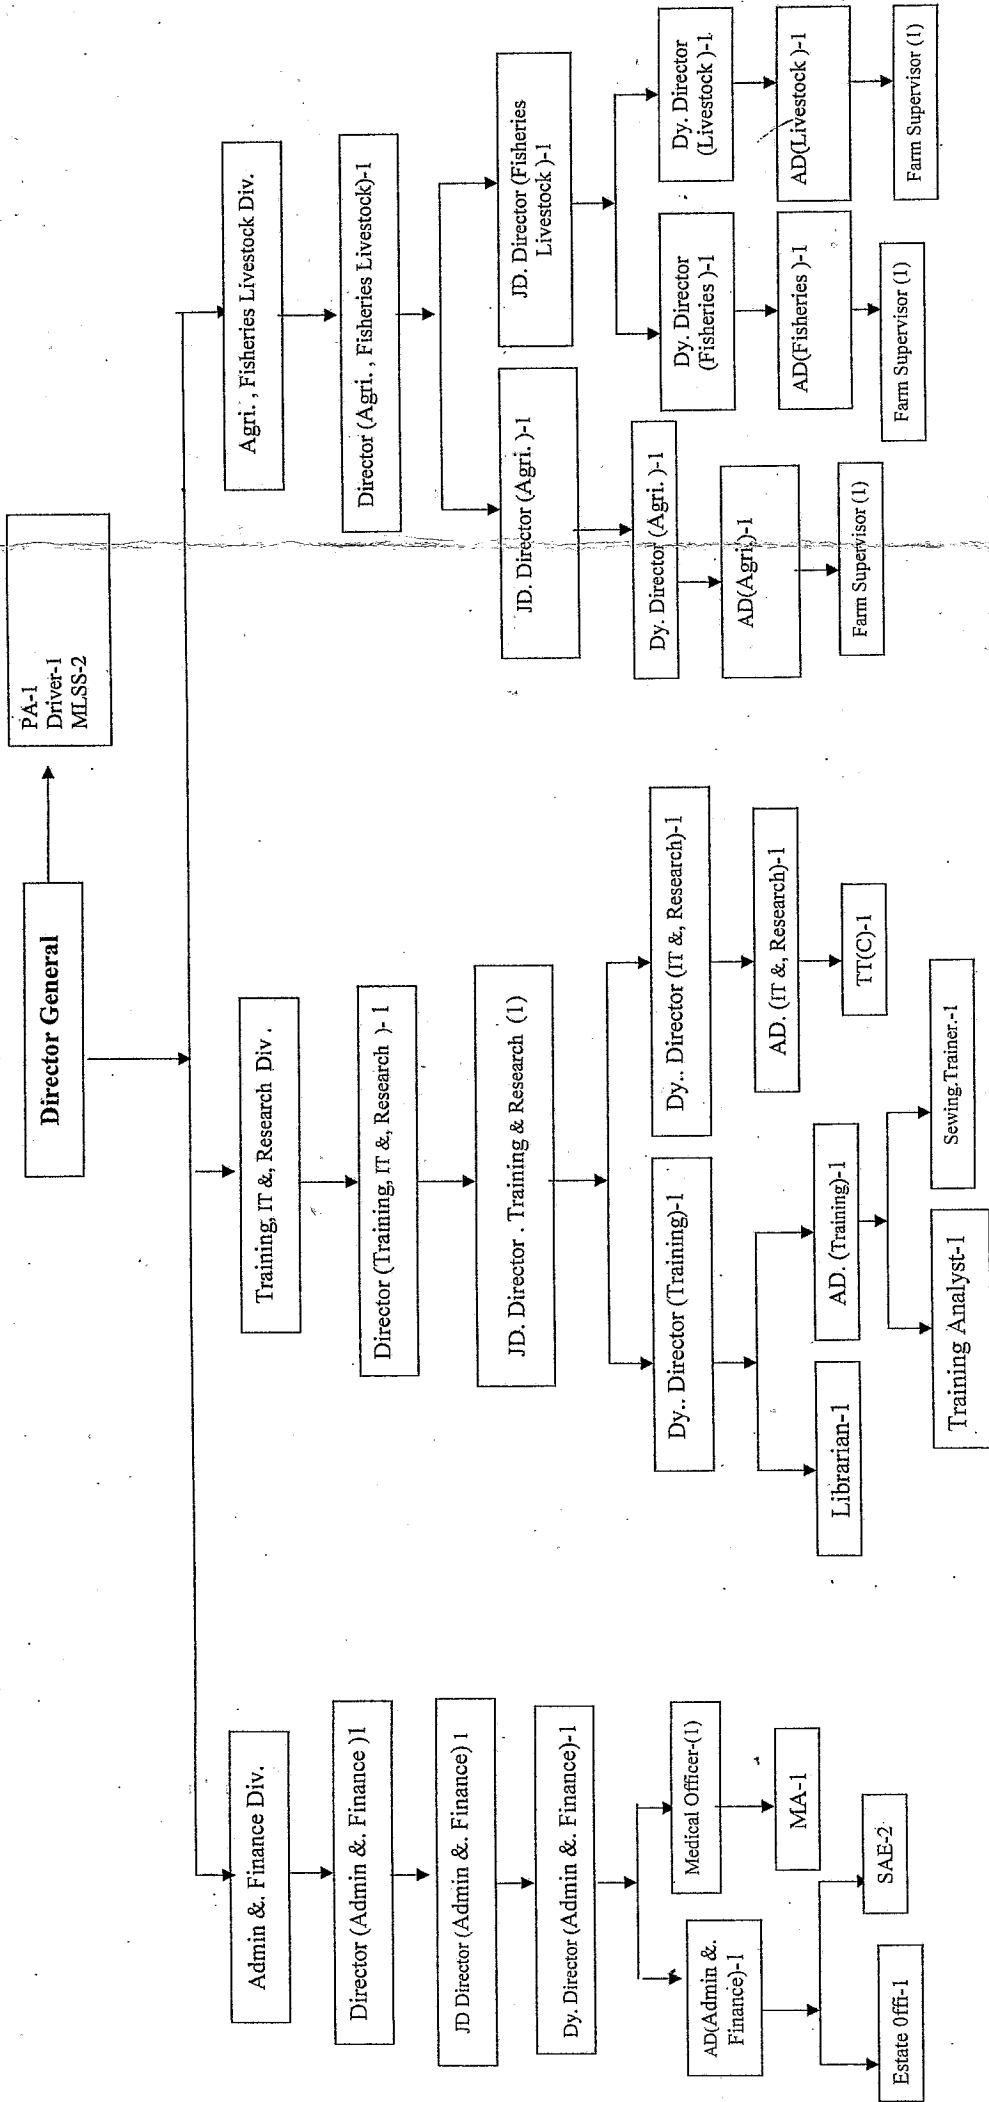 Director General
PA-1
Driver-1
MLSS-2
Admin &. Finance Div.
Director (Admin &. Finance )1
JD Director (Admin &. Finance) 1
Dy. Director (Admin &. Finance)-1
AD(Admin &.
Finance)-1
Medical Officer-(1)
MA-1
Estate 0ffi-1
SAE-2
Training, IT &, Research Div .
Director (Training, IT &, Research )- 1
JD. Director . Training & Research (1)
Dy.. Director (Training)-1
Dy.. Director (IT &, Research)-1
Librarian-1
AD. (Training)-1
AD. (IT &, Research)-1
TT(C)-1
Training Analyst-1
Sewing.Trainer.-1
Agri. , Fisheries Livestock Div.
Director (Agri. , Fisheries Livestock)-1
JD. Director (Agri. )-1
JD. Director (Fisheries
Livestock )-1
Dy. Director (Agri. )-1
Dy. Director
(Fisheries )-1
Dy. Director
(Livestock )-1
AD(Agri.)-1
AD(Fisheries )-1
AD(Livestock )-1
Farm Supervisor (1)
Farm Supervisor (1)
Farm Supervisor (1)